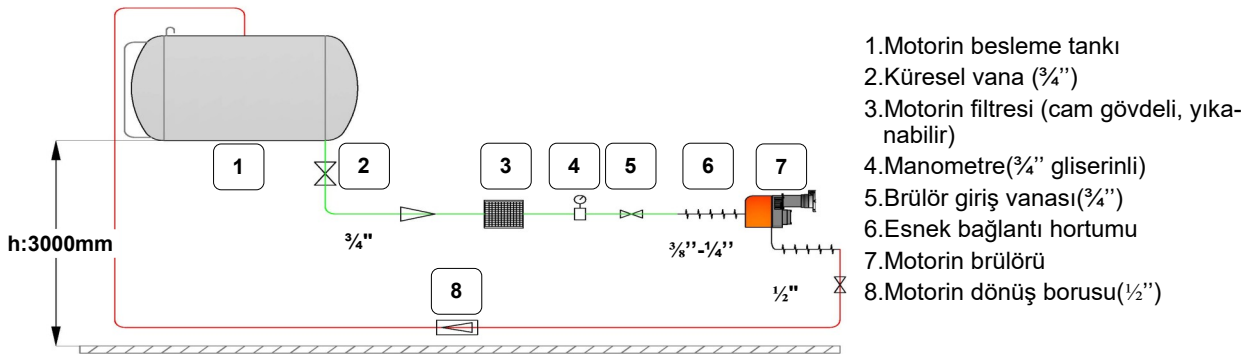 1.Motorin besleme tankı
2.Küresel vana (¾’’)
3.Motorin filtresi (cam gövdeli, yıka-
nabilir)
4.Manometre(¾’’ gliserinli)
5.Brülör giriş vanası(¾’’)
6.Esnek bağlantı hortumu
7.Motorin brülörü
8.Motorin dönüş borusu(½’’)
1
2
3
4
5
6
7
¾"
⅜’’-¼’’
h:3000mm
8
½"